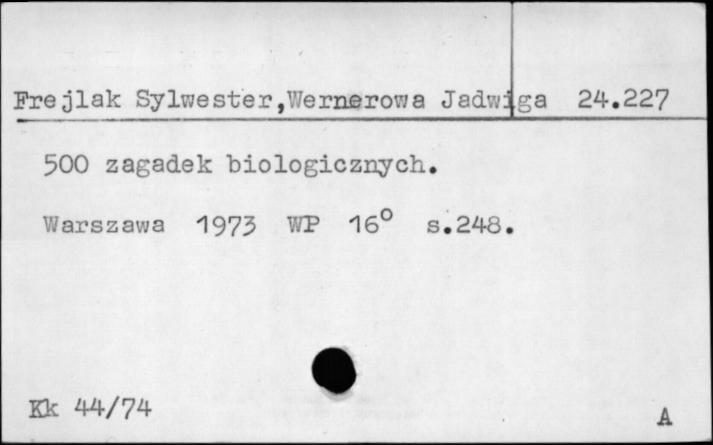 Frejlak Sylwester,Wernerowa Jadwiga 24.227
500 zagadek biologicznych.
Warszawa 1973 WP 16° s.248.
Kk 44/74
A